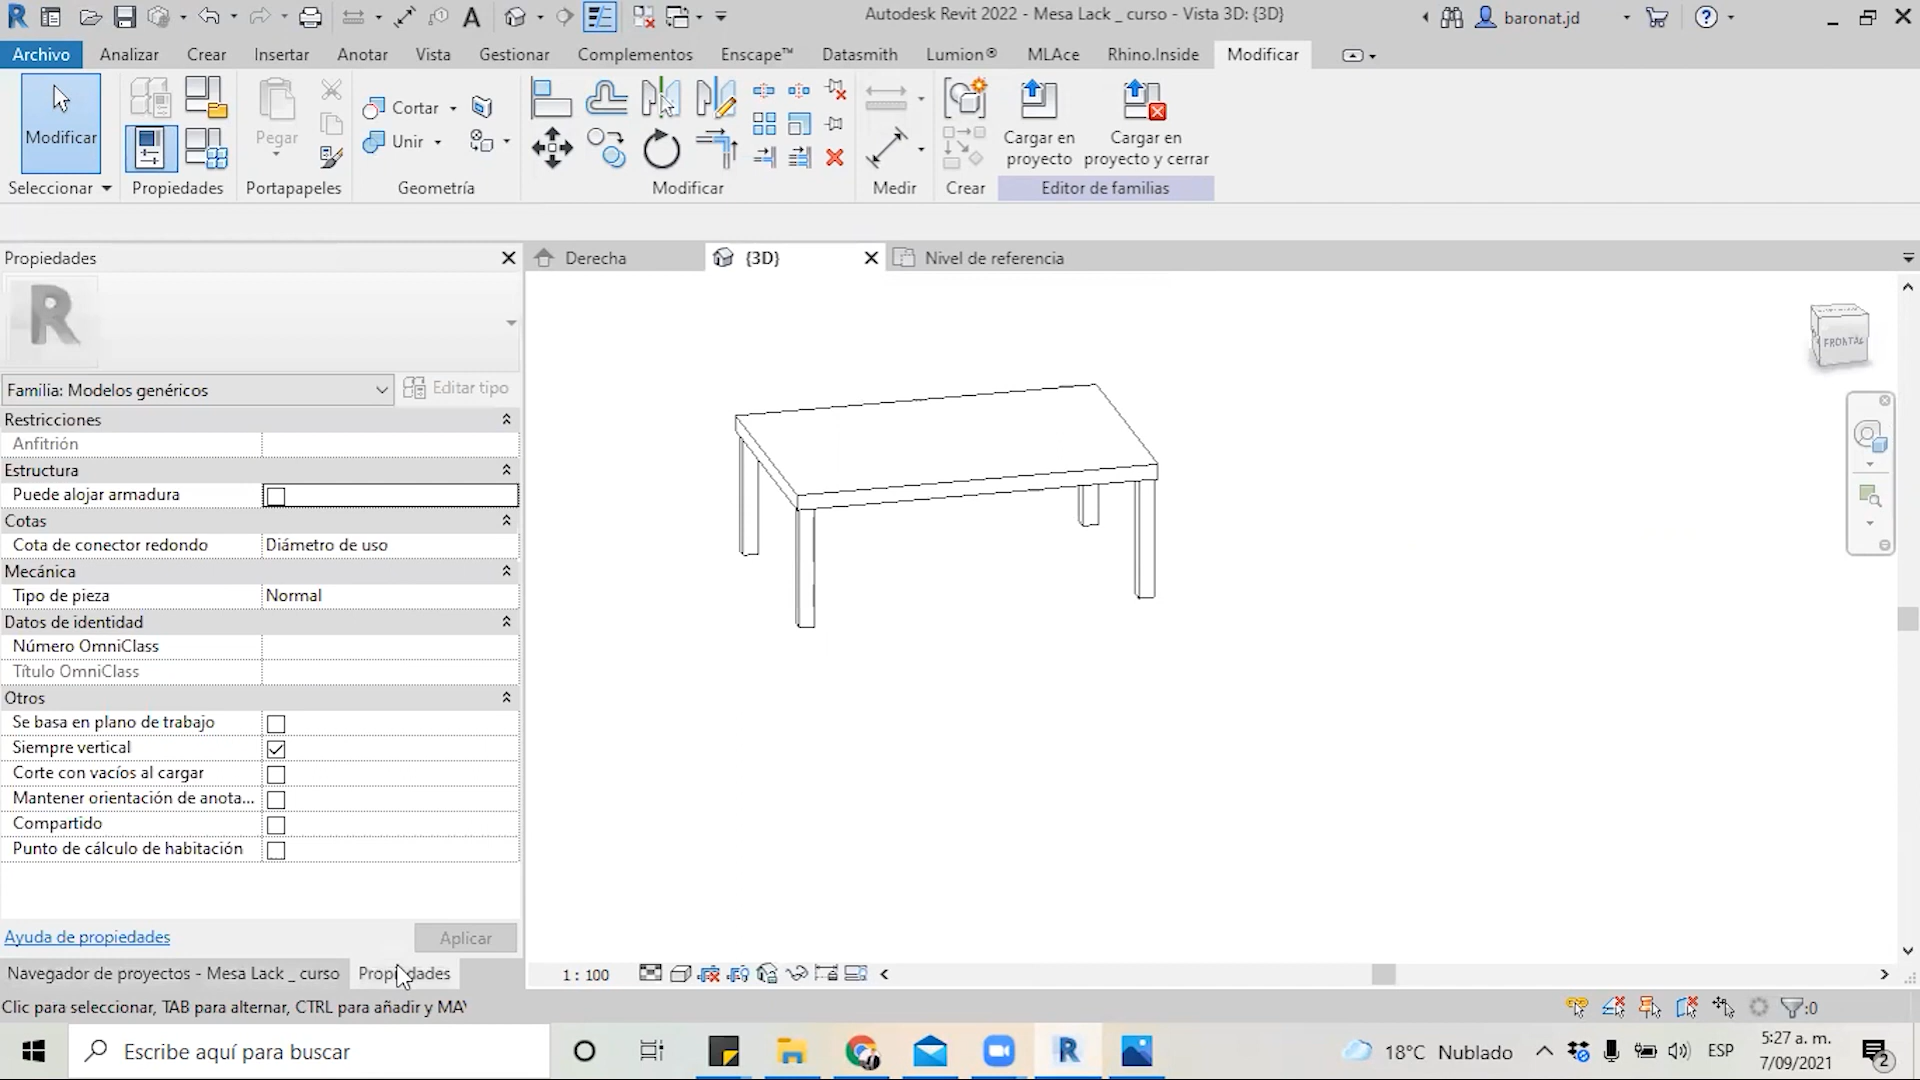 Autodesk Revit 2022 - Mesa Lack _ curso - Vista 3D: {3D}
baronat.jd
Archivo Analizar Crear Insertar Anotar Vista Gestionar Complementos Enscape™ Datasmith Lumion® MLAce Rhino.Inside Modificar
Modificar
Pegar
Cortar
Unir
Cargar en proyecto
Cargar en proyecto y cerrar
Seleccionar Propiedades Portapapeles Geometría Modificar Medir Crear Editor de familias
Propiedades
Derecha {3D} Nivel de referencia
R
FRONTAL
Familia: Modelos genéricos
Editar tipo
Restricciones
Anfitrión
Estructura
Puede alojar armadura
Cotas
Cota de conector redondo Diámetro de uso
Mecánica
Tipo de pieza Normal
Datos de identidad
Número OmniClass
Título OmniClass
Otros
Se basa en plano de trabajo
Siempre vertical
Corte con vacíos al cargar
Mantener orientación de anota...
Compartido
Punto de cálculo de habitación
Ayuda de propiedades Aplicar
Navegador de proyectos - Mesa Lack _ curso Propiedades
1 : 100
Clic para seleccionar, TAB para alternar, CTRL para añadir y MA
:0
Escribe aquí para buscar
18°C Nublado
ESP
5:27 a. m.
7/09/2021
2